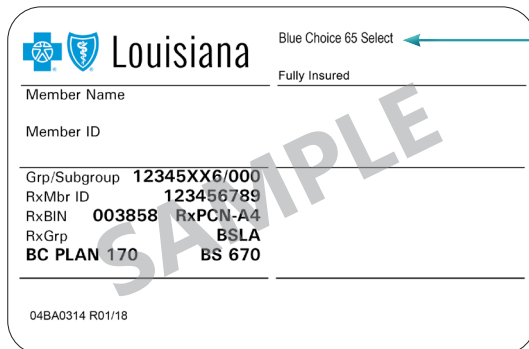 Louisiana
Blue Choice 65 Select
Fully Insured
Member Name
Member ID
Grp/Subgroup 12345XX6/000
RxMbr ID 123456789
RxBIN 003858 RxPCN-A4
RxGrp BSLA
BC PLAN 170 BS 670
SAMPLE
04BA0314 R01/18